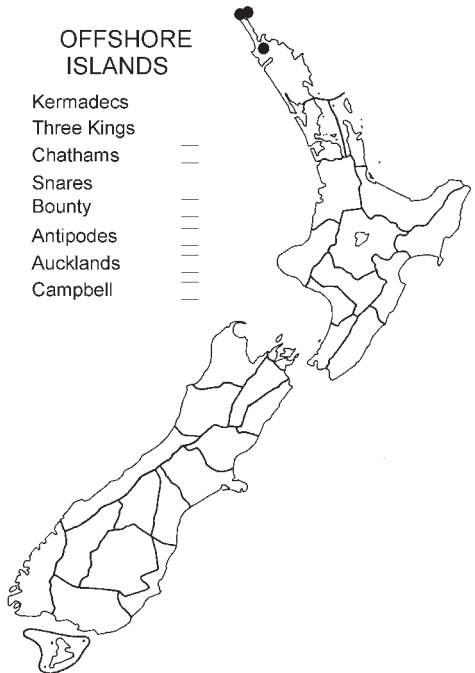 OFFSHORE
ISLANDS
Kermadecs
Three Kings
Chathams
Snares
Bounty
Antipodes
Aucklands
Campbell